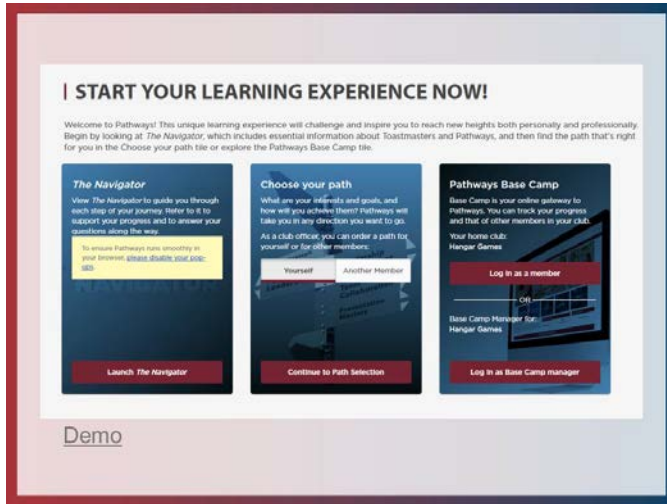 START YOUR LEARNING EXPERIENCE NOW!
Welcome to Pathways! This unique learning experience will challenge and inspire you to reach new heights both personally and professionally.
Begin by looking at The Navigator, which includes essential information about Toastmasters and Pathways, and then find the path that's right
for you in the Choose your path tile or explore the Pathways Base Camp tile.
The Navigator
View The Navigator to guide you through
each step of your journey. Refer to it to
support your progress and to answer your
questions along the way.
To ensure Pathways runs smoothly in
your browser, please disable your pop-
ups.
NAVIGATOR
Launch The Navigator
Choose your path
What are your interests and goals, and
how will you achieve them? Pathways will
take you in any direction you want to go.
As a club officer, you can order a path for
yourself or for other members:
Yourself
Another Member
Continue to Path Selection
Pathways Base Camp
Base Camp is your online gateway to
Pathways. You can track your progress
and that of other members in your club.
Your home club:
Hangar Games
Log in as a member
OR
Base Camp Manager for:
Hangar Games
Log in as Base Camp manager
Demo